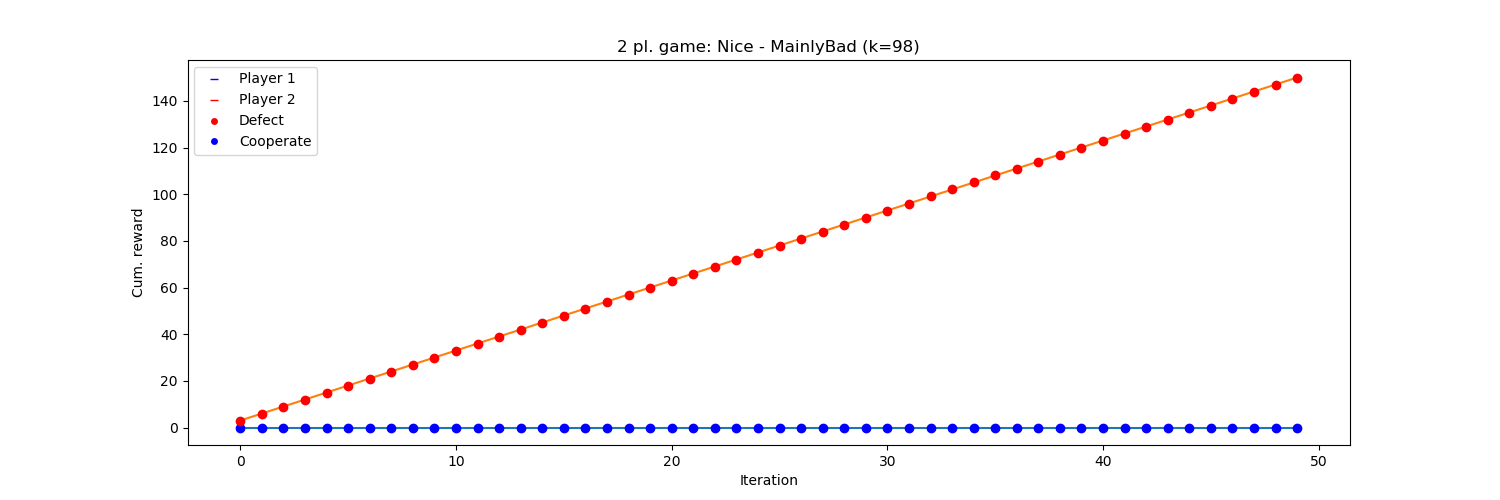 2 pl. game: Nice - MainlyBad (k=98)
Player 1
Player 2
Defect
Cooperate
Cum. reward
140
120
100
80
60
40
20
0
0 10 20 30 40 50
Iteration